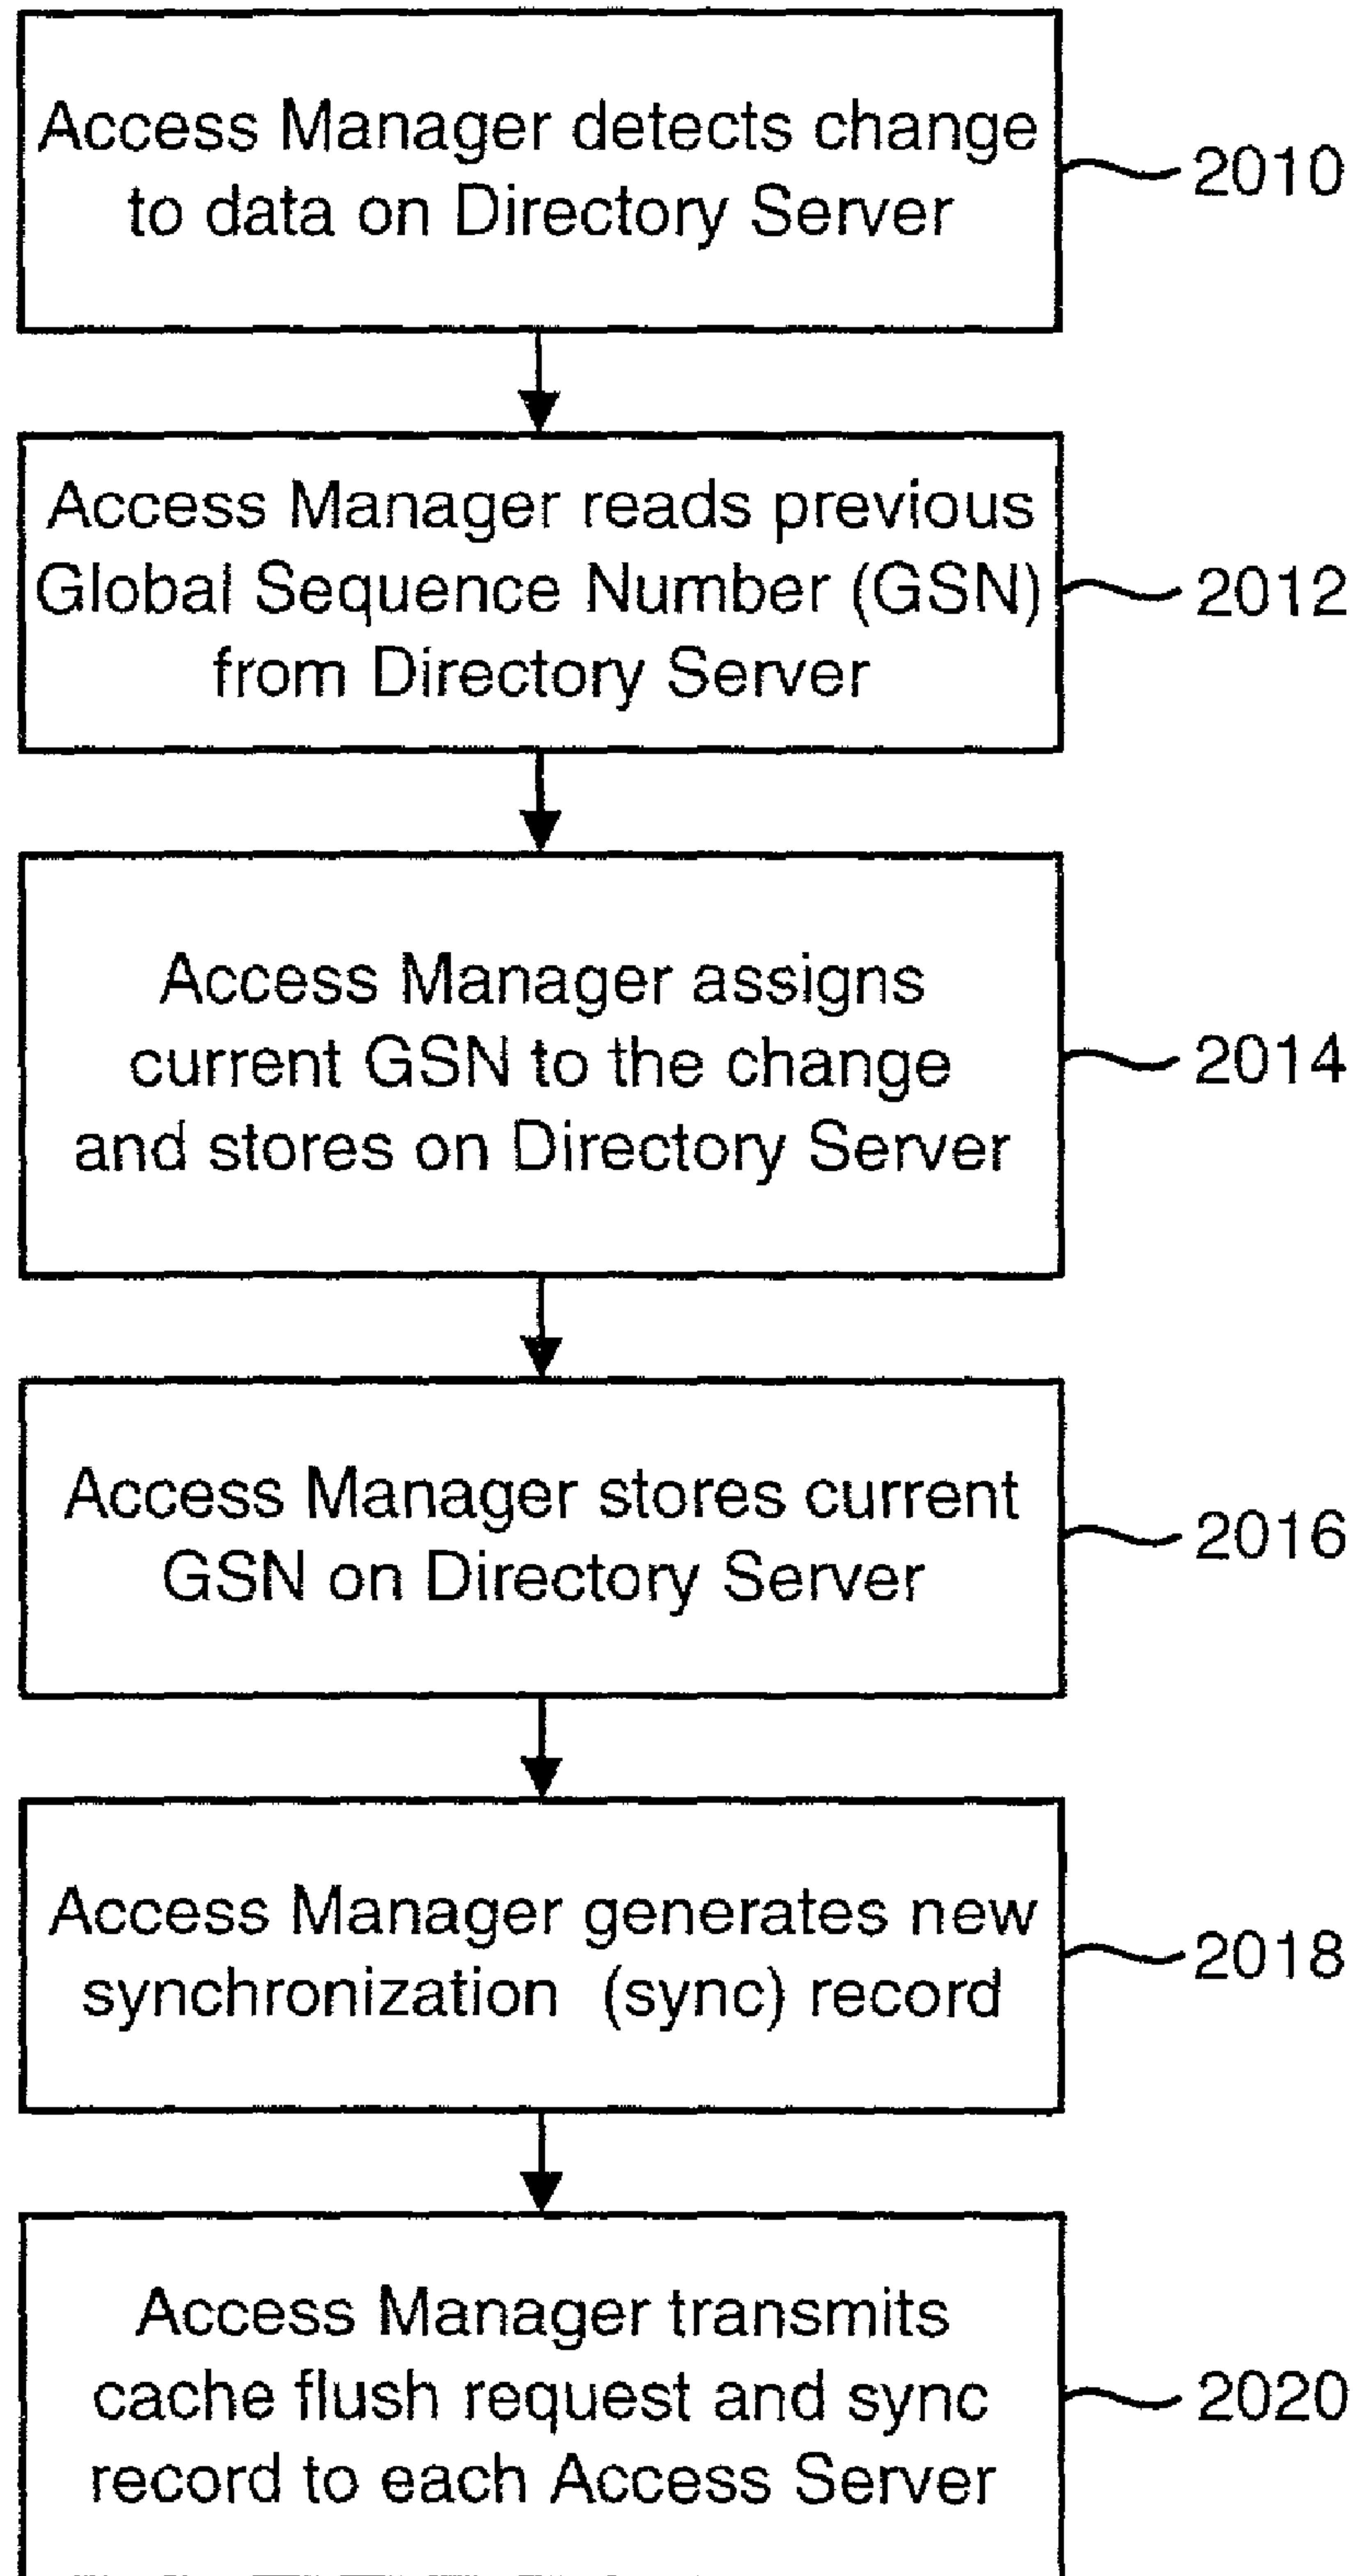 Access Manager detects change
to data on Directory Server
2010
Access Manager reads previous
Global Sequence Number (GSN)
from Directory Server
2012
Access Manager assigns
current GSN to the change
and stores on Directory Server
2014
Access Manager stores current
GSN on Directory Server
2016
Access Manager generates new
synchronization (sync) record
2018
Access Manager transmits
cache flush request and sync
record to each Access Server
2020